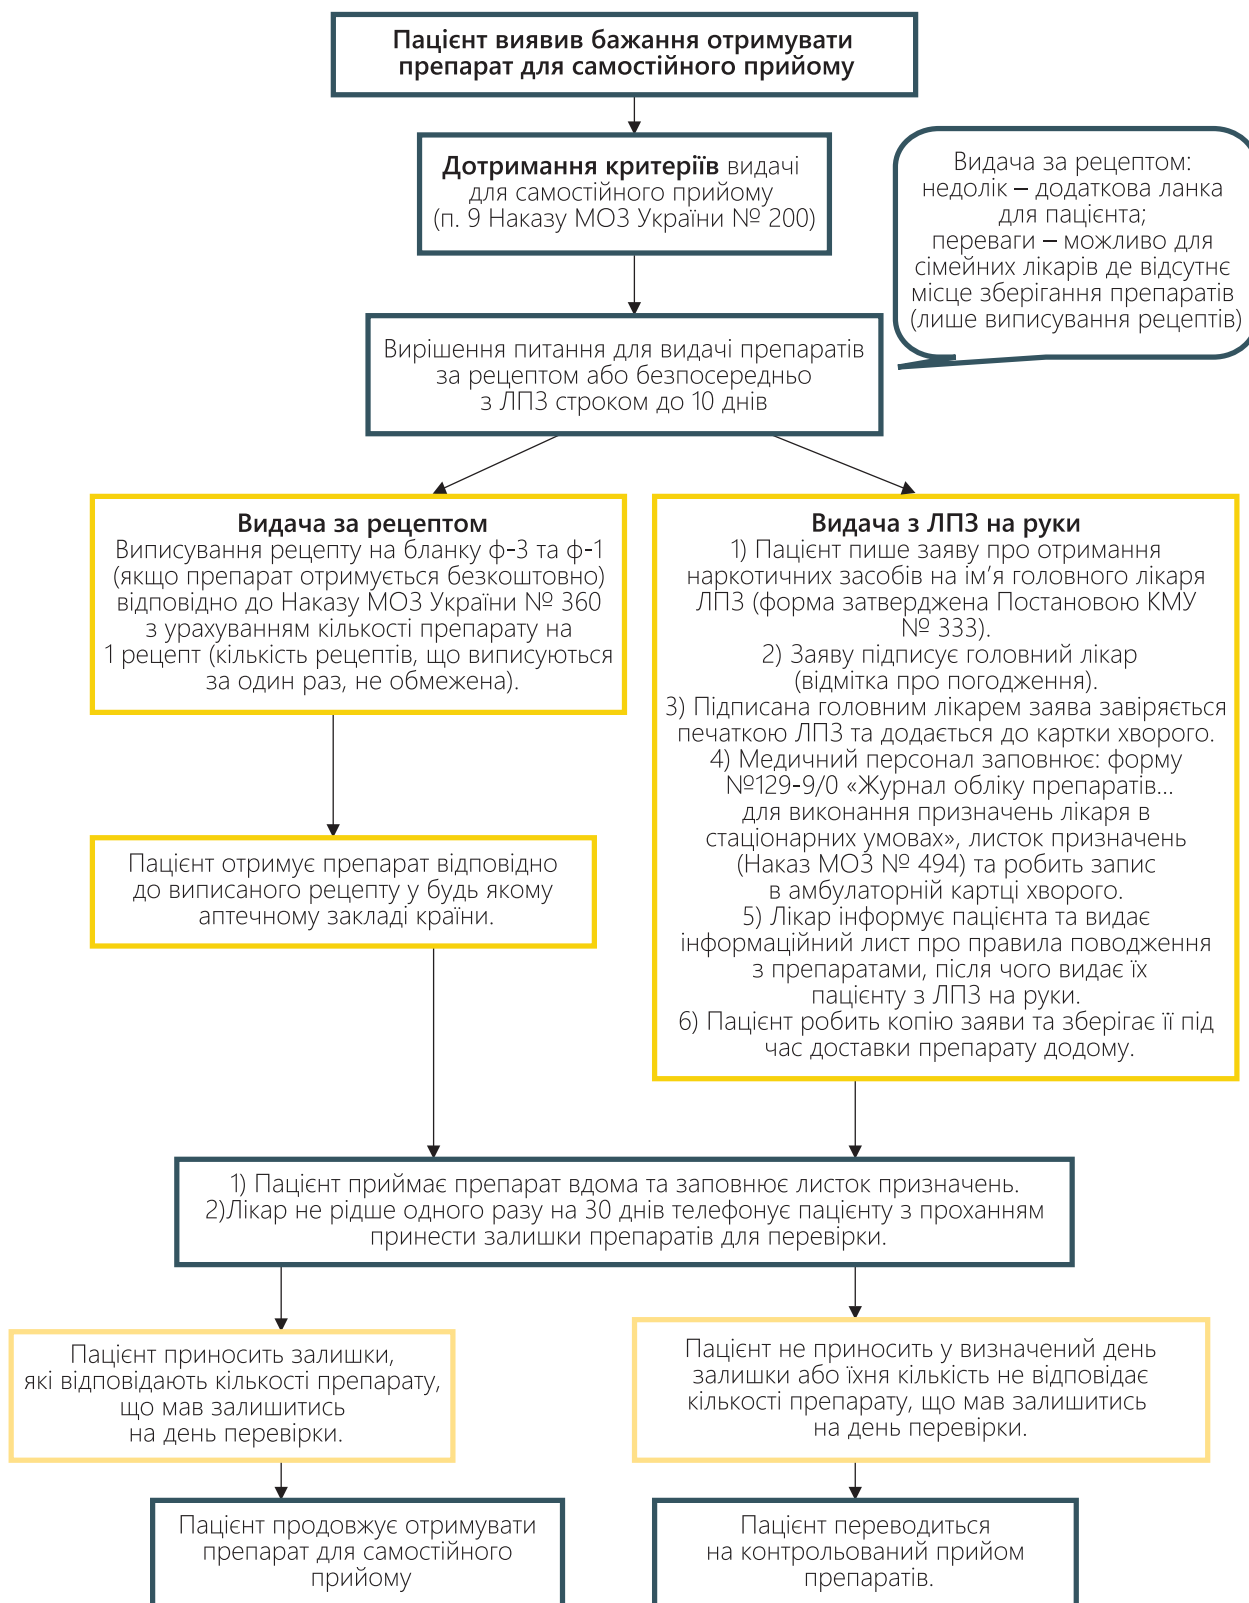 Пацієнт виявив бажання отримувати
препарат для самостійного прийому
Дотримання критеріїв видачі
для самостійного прийому
(п. 9 Наказу МОЗ України № 200)
Видача за рецептом:
недолік – додаткова ланка
для пацієнта;
переваги – можливо для
сімейних лікарів де відсутнє
місце зберігання препаратів
(лише виписування рецептів)
Вирішення питання для видачі препаратів
за рецептом або безпосередньо
з ЛПЗ строком до 10 днів
Видача за рецептом
Виписування рецепту на бланку ф-3 та ф-1
(якщо препарат отримується безкоштовно)
відповідно до Наказу МОЗ України № 360
з урахуванням кількості препарату на
1 рецепт (кількість рецептів, що виписуються
за один раз, не обмежена).
Пацієнт отримує препарат відповідно
до виписаного рецепту у будь якому
аптечному закладі країни.
Видача з ЛПЗ на руки
1) Пацієнт пише заяву про отримання
наркотичних засобів на ім’я головного лікаря
ЛПЗ (форма затверджена Постановою КМУ
№ 333).
2) Заяву підписує головний лікар
(відмітка про погодження).
3) Підписана головним лікарем заява завіряється
печаткою ЛПЗ та додається до картки хворого.
4) Медичний персонал заповнює: форму
№129-9/0 «Журнал обліку препаратів...
для виконання призначень лікаря в
стаціонарних умовах», листок призначень
(Наказ МОЗ № 494) та робить запис
в амбулаторній картці хворого.
5) Лікар інформує пацієнта та видає
інформаційний лист про правила поводження
з препаратами, після чого видає їх
пацієнту з ЛПЗ на руки.
6) Пацієнт робить копію заяви та зберігає її під
час доставки препарату додому.
1) Пацієнт приймає препарат вдома та заповнює листок призначень.
2)Лікар не рідше одного разу на 30 днів телефонує пацієнту з проханням
принести залишки препаратів для перевірки.
Пацієнт приносить залишки,
які відповідають кількості препарату,
що мав залишитись
на день перевірки.
Пацієнт не приносить у визначений день
залишки або їхня кількість не відповідає
кількості препарату, що мав залишитись
на день перевірки.
Пацієнт продовжує отримувати
препарат для самостійного
прийому
Пацієнт переводиться
на контрольований прийом
препаратів.